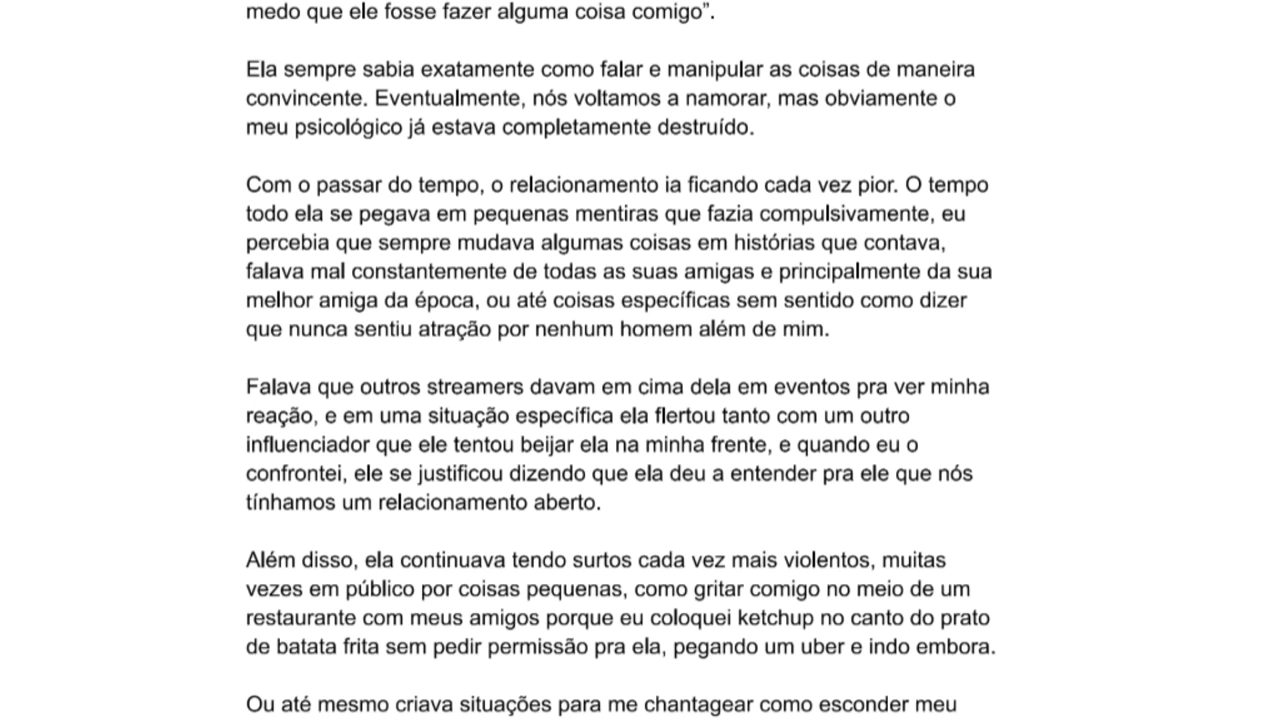 medo que ele fosse fazer alguma coisa comigo”.
Ela sempre sabia exatamente como falar e manipular as coisas de maneira
convincente. Eventualmente, nós voltamos a namorar, mas obviamente o
meu psicológico já estava completamente destruído.
Com o passar do tempo, o relacionamento ia ficando cada vez pior. O tempo
todo ela se pegava em pequenas mentiras que fazia compulsivamente, eu
percebia que sempre mudava algumas coisas em histórias que contava,
falava mal constantemente de todas as suas amigas e principalmente da sua
melhor amiga da época, ou até coisas específicas sem sentido como dizer
que nunca sentiu atração por nenhum homem além de mim.
Falava que outros streamers davam em cima dela em eventos pra ver minha
reação, e em uma situação específica ela flertou tanto com um outro
influenciador que ele tentou beijar ela na minha frente, e quando eu o
confrontei, ele se justificou dizendo que ela deu a entender pra ele que nós
tínhamos um relacionamento aberto.
Além disso, ela continuava tendo surtos cada vez mais violentos, muitas
vezes em público por coisas pequenas, como gritar comigo no meio de um
restaurante com meus amigos porque eu coloquei ketchup no canto do prato
de batata frita sem pedir permissão pra ela, pegando um uber e indo embora.
Ou até mesmo criava situações para me chantagear como esconder meu